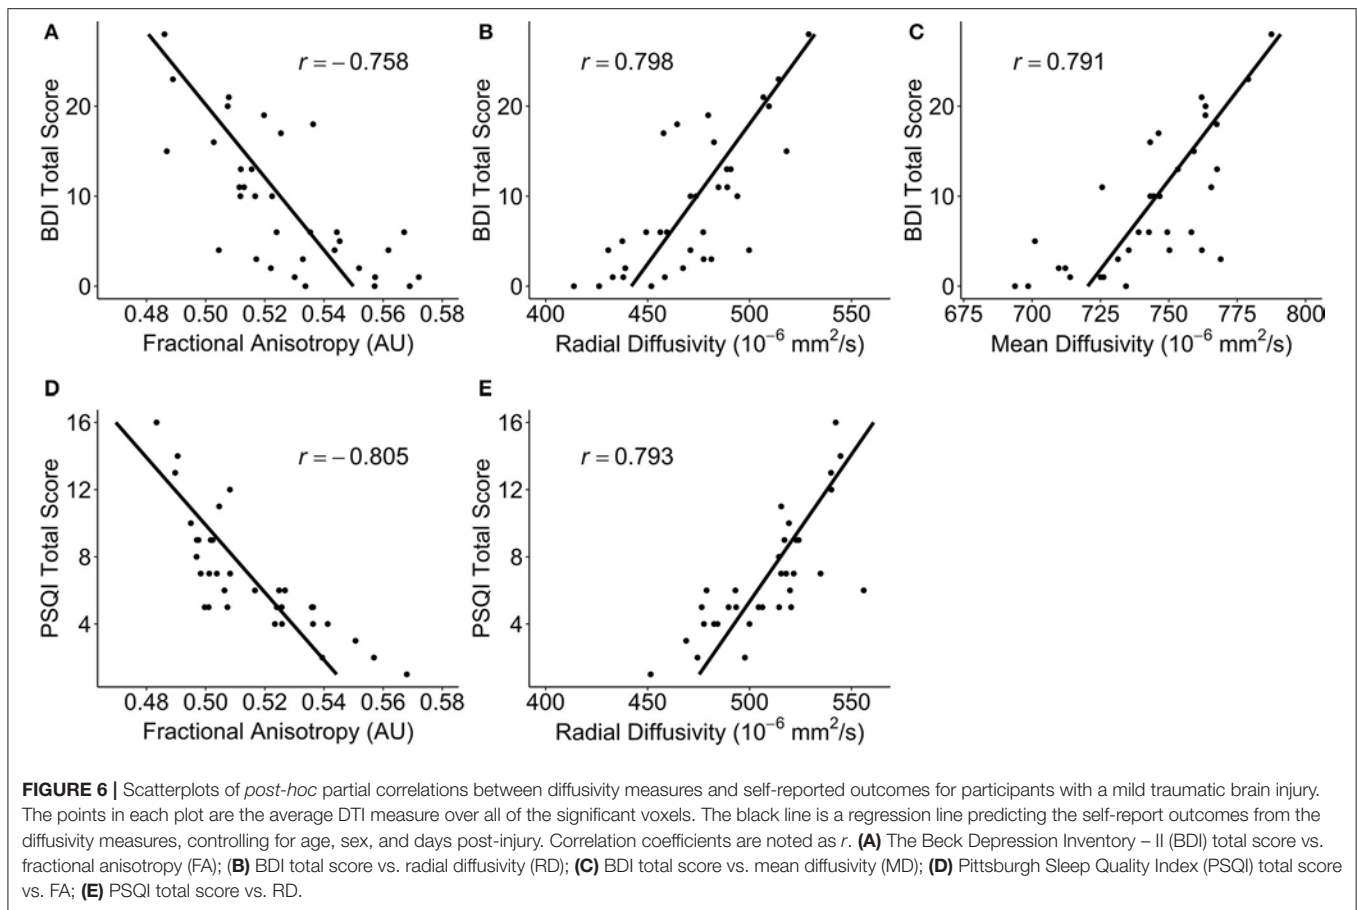 A
B
C
r = − 0.758
r = 0.798
r = 0.791
BDI Total Score
BDI Total Score
BDI Total Score
20
10
0
20
10
0
20
10
0
0.48 0.50 0.52 0.54 0.56 0.58
400 450 500 550
675 700 725 750 775 800
Fractional Anisotropy (AU)
Radial Diffusivity (10⁻⁶ mm²/s)
Mean Diffusivity (10⁻⁶ mm²/s)
D
E
r = − 0.805
r = 0.793
PSQI Total Score
PSQI Total Score
16
12
8
4
16
12
8
4
0.48 0.50 0.52 0.54 0.56 0.58
400 450 500 550
Fractional Anisotropy (AU)
Radial Diffusivity (10⁻⁶ mm²/s)
FIGURE 6 | Scatterplots of post-hoc partial correlations between diffusivity measures and self-reported outcomes for participants with a mild traumatic brain injury.
The points in each plot are the average DTI measure over all of the significant voxels. The black line is a regression line predicting the self-report outcomes from the
diffusivity measures, controlling for age, sex, and days post-injury. Correlation coefficients are noted as r. (A) The Beck Depression Inventory – II (BDI) total score vs.
fractional anisotropy (FA); (B) BDI total score vs. radial diffusivity (RD); (C) BDI total score vs. mean diffusivity (MD); (D) Pittsburgh Sleep Quality Index (PSQI) total score
vs. FA; (E) PSQI total score vs. RD.